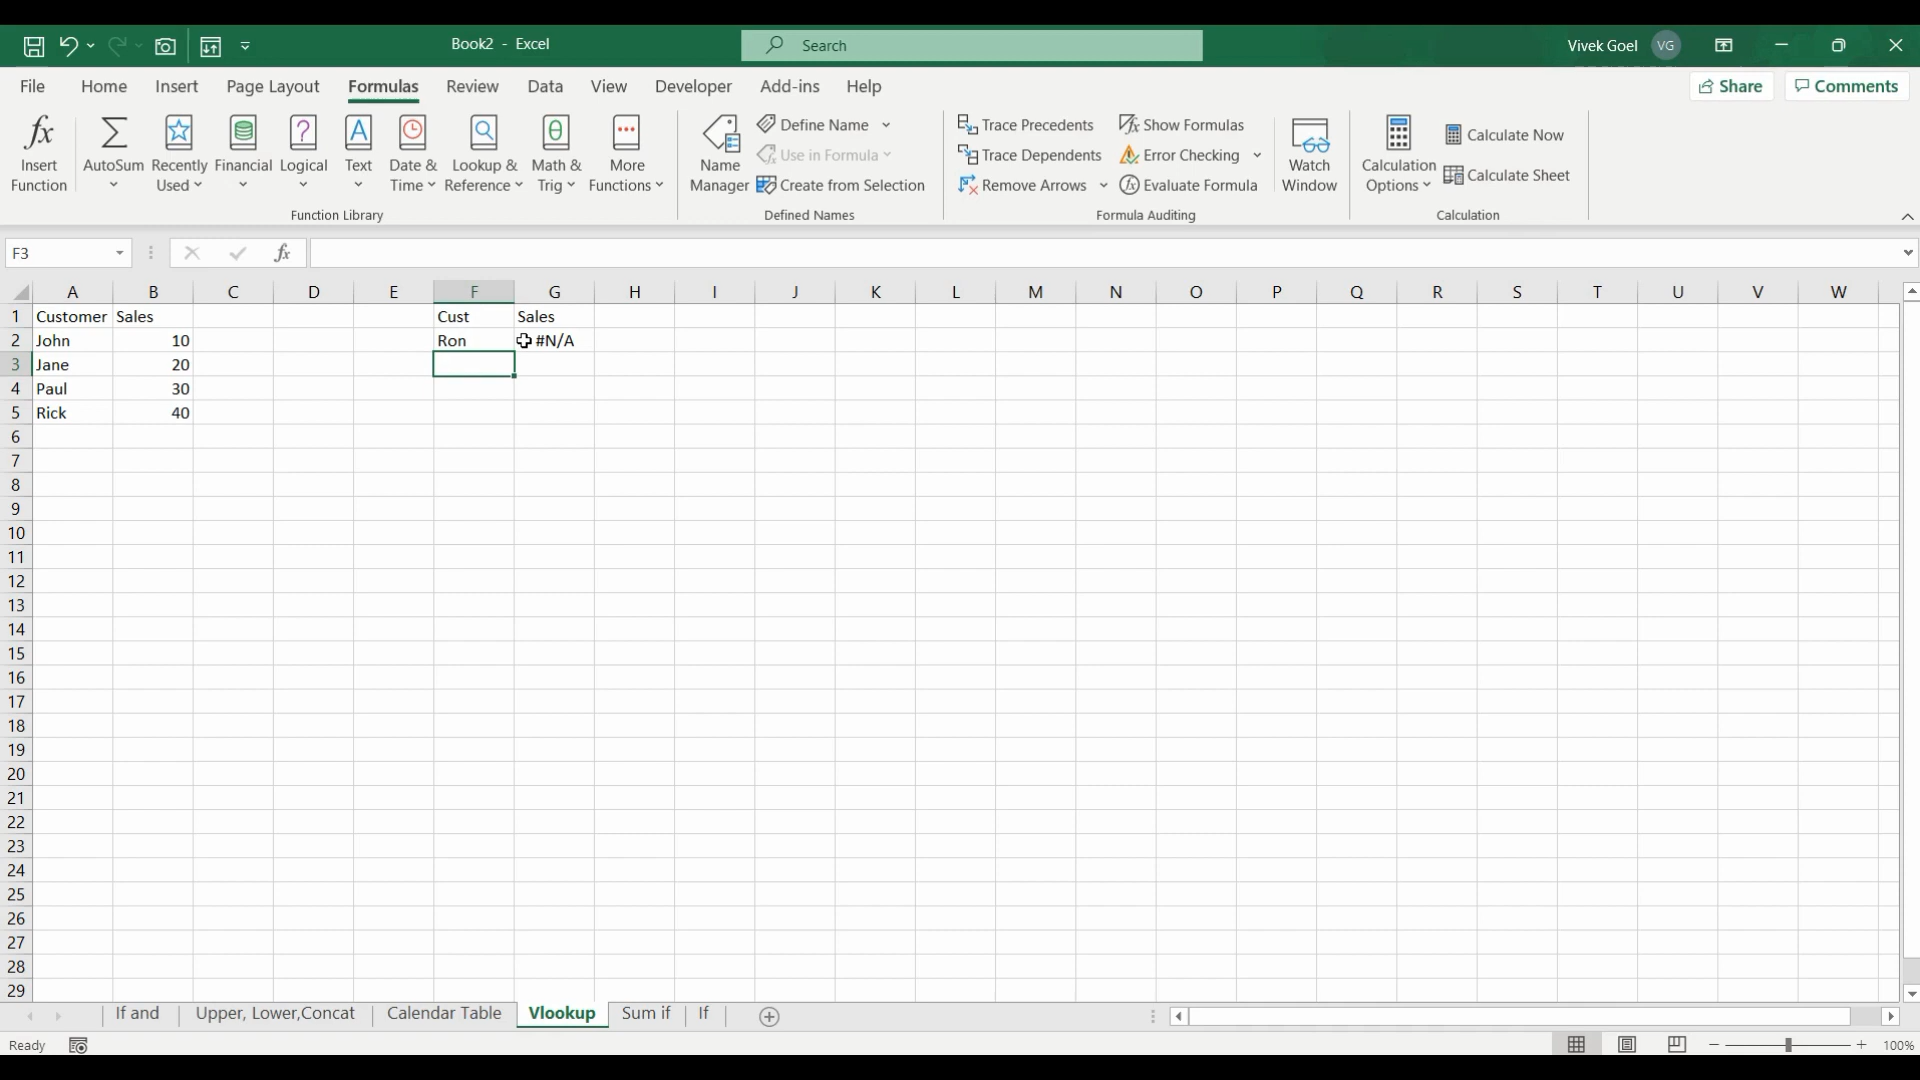 Book2 - Excel
Search
Vivek Goel VG
File Home Insert Page Layout Formulas Review Data View Developer Add-ins Help
Share Comments
Insert Function
AutoSum
Recently Used
Financial
Logical
Text
Date & Time
Lookup & Reference
Math & Trig
More Functions
Function Library
Name Manager
Define Name
Use in Formula
Create from Selection
Defined Names
Trace Precedents
Trace Dependents
Remove Arrows
Show Formulas
Error Checking
Evaluate Formula
Formula Auditing
Watch Window
Calculation Options
Calculate Now
Calculate Sheet
Calculation
F3
fx
A B C D E F G H I J K L M N O P Q R S T U V W
1 Customer Sales Cust Sales
2 John 10 Ron #N/A
3 Jane 20
4 Paul 30
5 Rick 40
6
7
8
9
10
11
12
13
14
15
16
17
18
19
20
21
22
23
24
25
26
27
28
29
If and Upper, Lower,Concat Calendar Table Vlookup Sum if If
Ready
100%